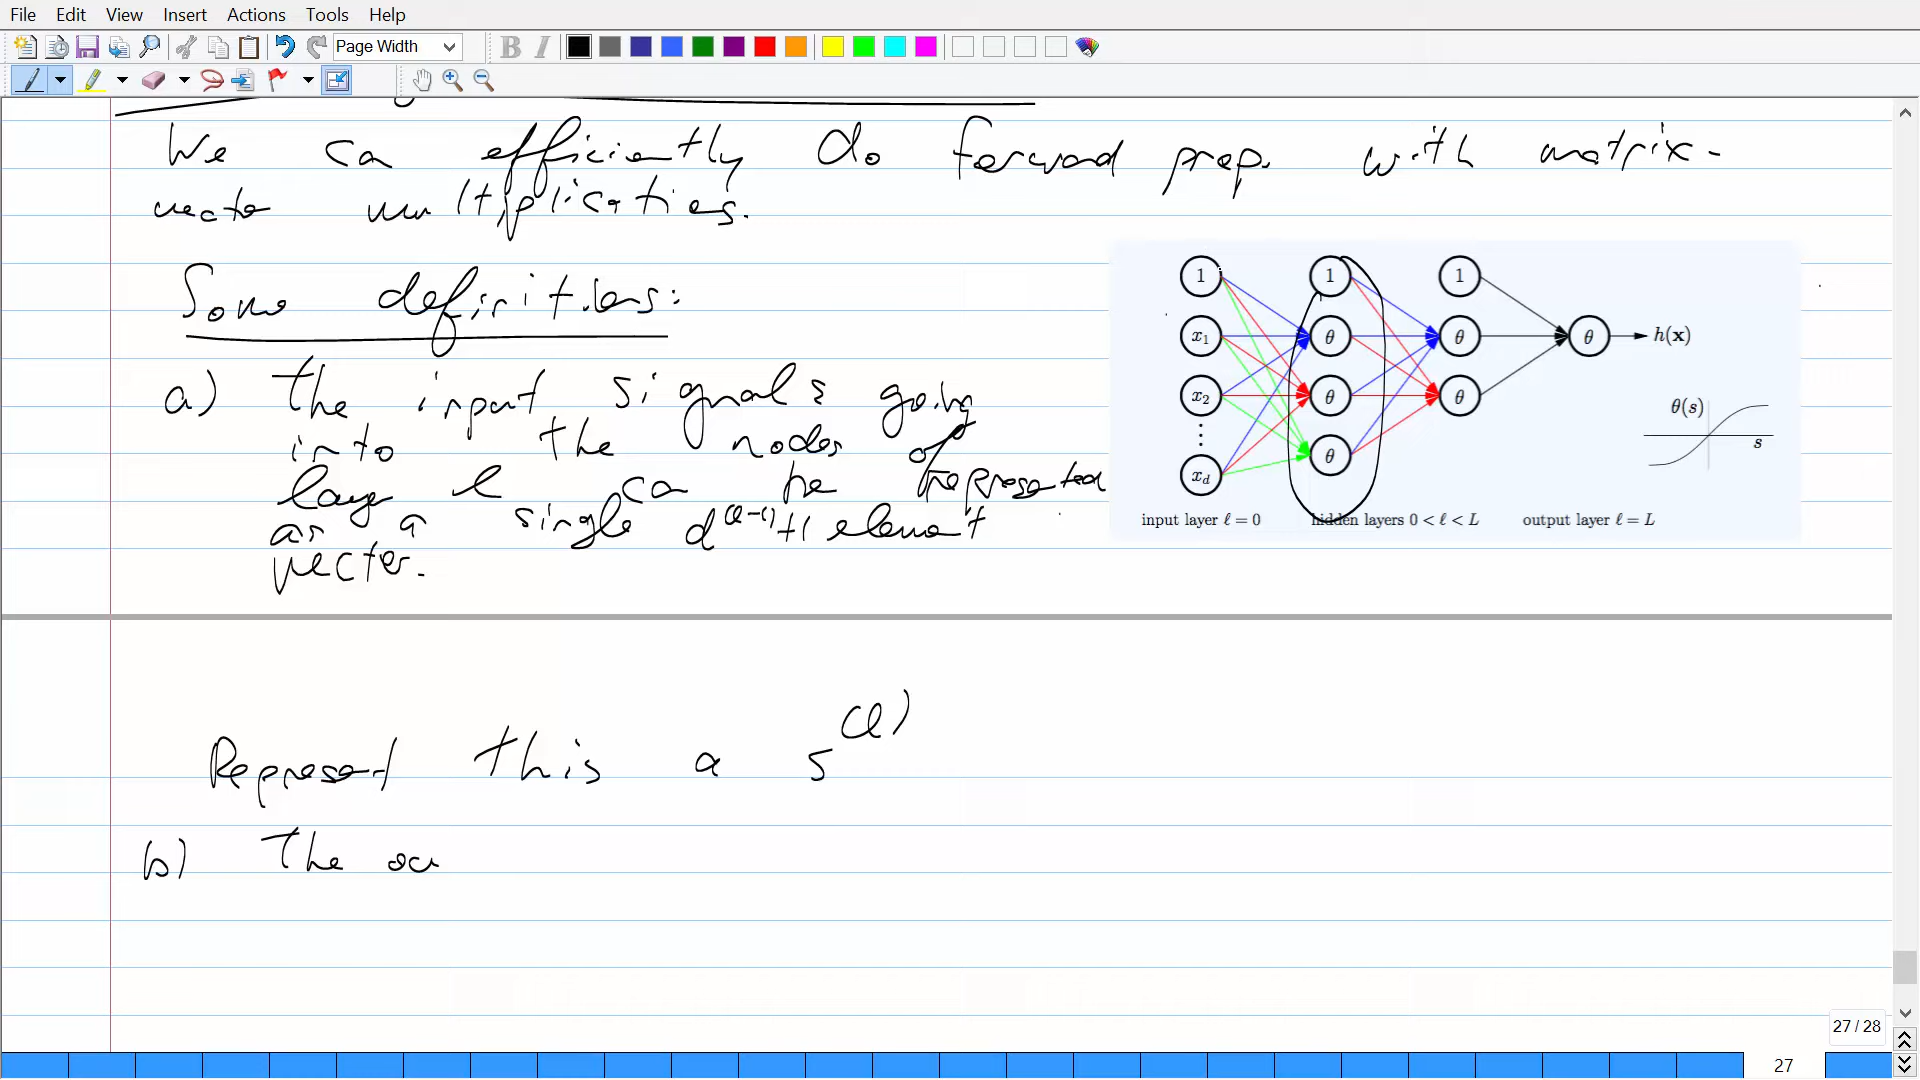 File Edit View Insert Actions Tools Help
Page Width B I
We can efficiently do forward prop. with matrix-
vector multiplications.
Some definitions:
a) The input signals going
into the nodes of
layer l can be represented
as a single d^(l-1)+1 element
vector.
1 1 1
x1 θ θ θ h(x)
x2 θ θ θ(s)
s
⋮ θ
xd
input layer ℓ = 0 hidden layers 0 < ℓ < L output layer ℓ = L
Represent this a s^(l)
b) The ou
27 / 28
27